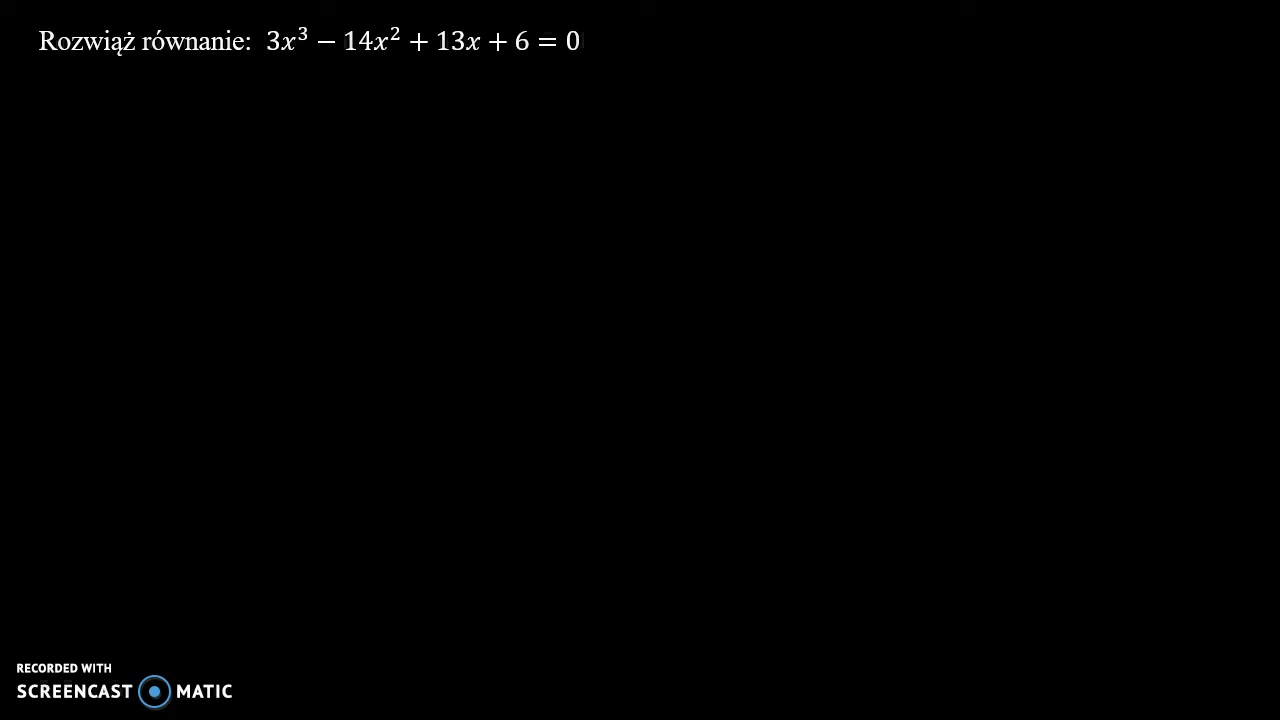 Rozwiąż równanie: 3x³ − 14x² + 13x + 6 = 0
RECORDED WITH
SCREENCAST MATIC